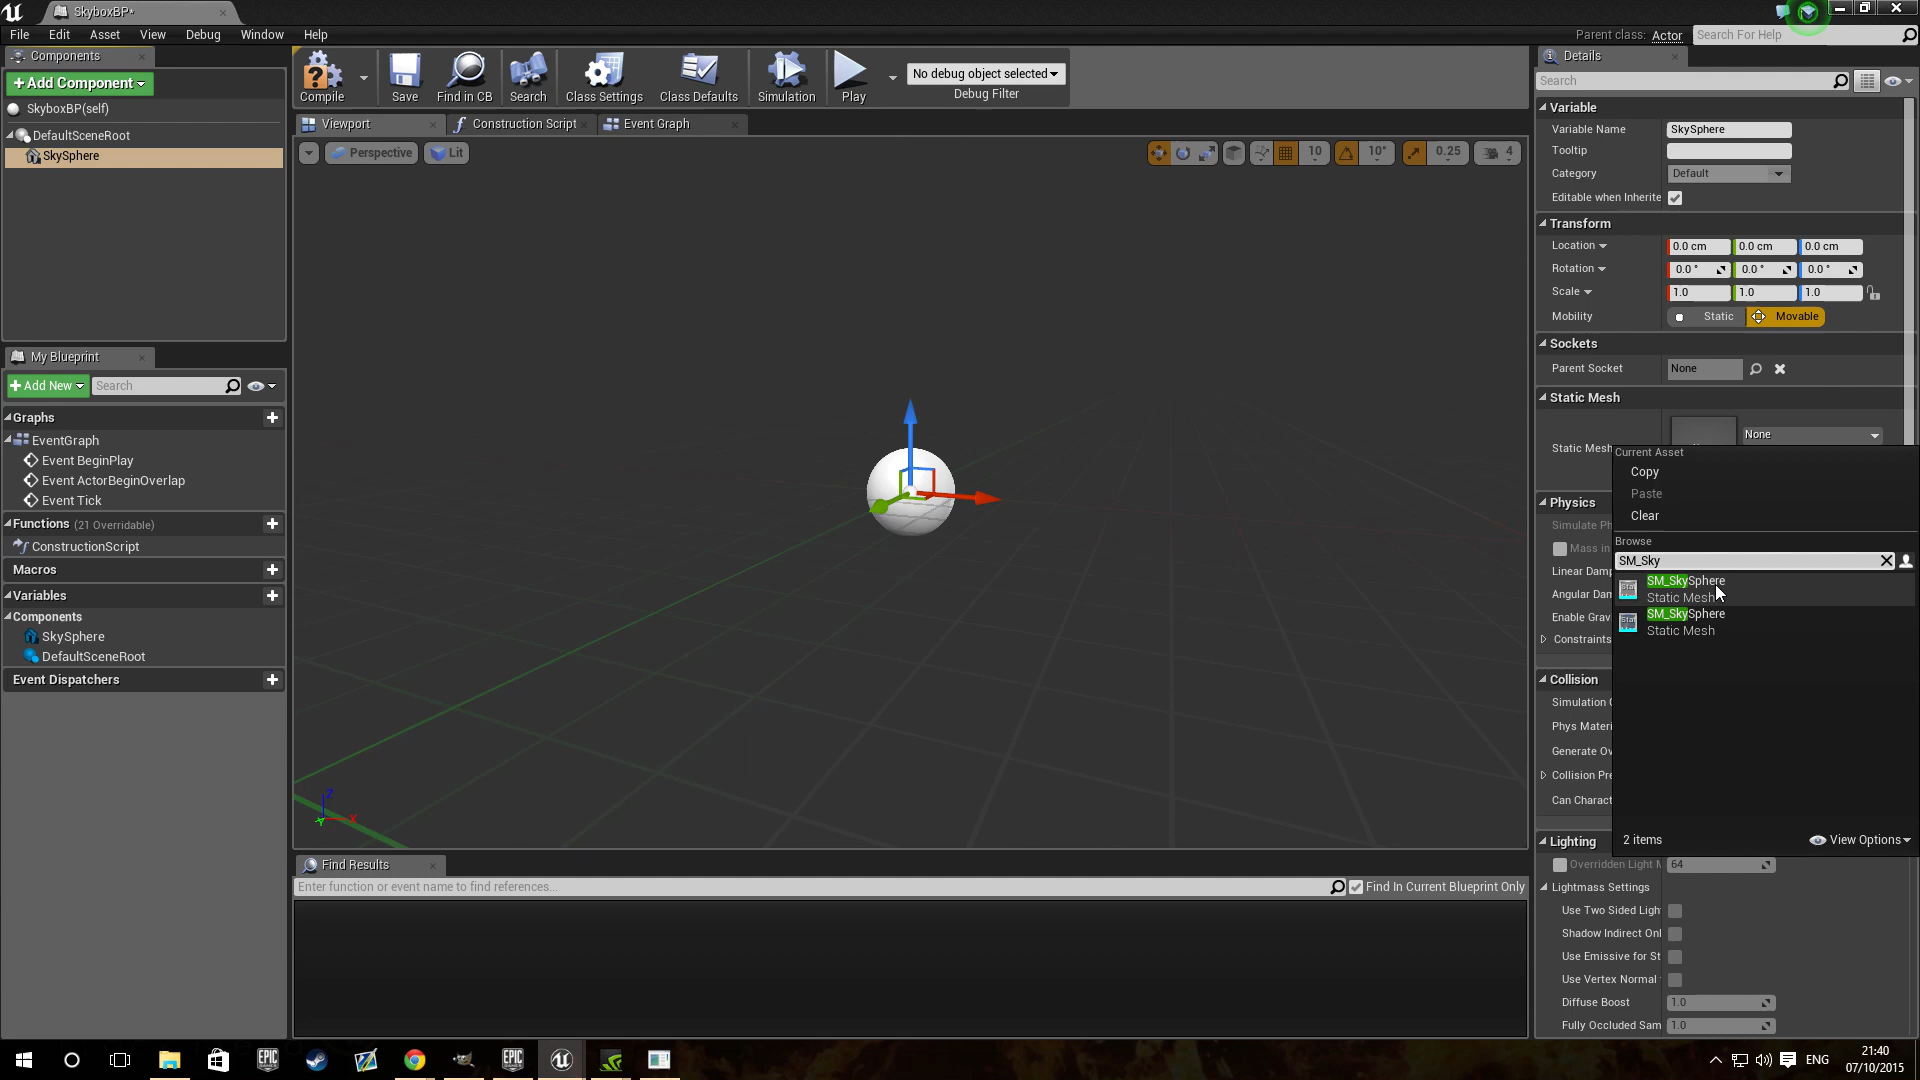 SkyboxBP*
File Edit Asset View Debug Window Help
Parent class: Actor
Search For Help
Components
+Add Component
SkyboxBP(self)
DefaultSceneRoot
SkySphere
Compile Save Find in CB Search Class Settings Class Defaults Simulation Play
No debug object selected
Debug Filter
Viewport Construction Script Event Graph
Perspective Lit
10 10° 0.25 4
My Blueprint
+Add New Search
Graphs
EventGraph
Event BeginPlay
Event ActorBeginOverlap
Event Tick
Functions (21 Overridable)
ConstructionScript
Macros
Variables
Components
SkySphere
DefaultSceneRoot
Event Dispatchers
Z
X
Y
Find Results
Enter function or event name to find references...
Find In Current Blueprint Only
Details
Search
Variable
Variable Name SkySphere
Tooltip
Category Default
Editable when Inherite
Transform
Location 0.0 cm 0.0 cm 0.0 cm
Rotation 0.0 ° 0.0 ° 0.0 °
Scale 1.0 1.0 1.0
Mobility Static Movable
Sockets
Parent Socket None
Static Mesh
Static Mesh None
Current Asset
Copy
Paste
Clear
Browse
SM_Sky
SM_SkySphere
Static Mesh
SM_SkySphere
Static Mesh
2 items View Options
Physics
Simulate Ph
Mass in
Linear Damp
Angular Dam
Enable Grav
Constraints
Collision
Simulation G
Phys Materi
Generate Ov
Collision Pre
Can Charact
Lighting
Overridden Light M 64
Lightmass Settings
Use Two Sided Ligh
Shadow Indirect Onl
Use Emissive for St
Use Vertex Normal
Diffuse Boost 1.0
Fully Occluded Sam 1.0
ENG
21:40
07/10/2015